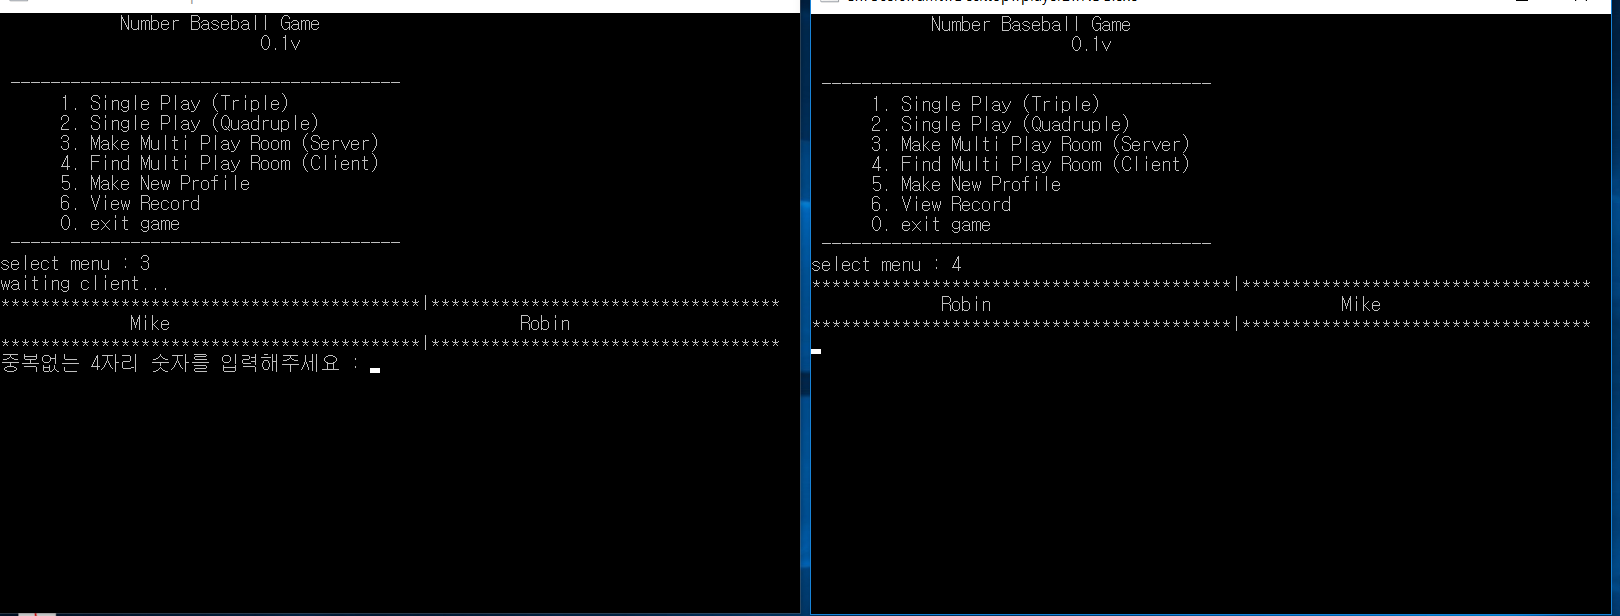 Number Baseball Game
0.1v
----------------------------------------
1. Single Play (Triple)
2. Single Play (Quadruple)
3. Make Multi Play Room (Server)
4. Find Multi Play Room (Client)
5. Make New Profile
6. View Record
0. exit game
----------------------------------------
select menu : 3
waiting client...
******************************************|***********************************
Mike Robin
******************************************|***********************************
중복없는 4자리 숫자를 입력해주세요 :
Number Baseball Game
0.1v
----------------------------------------
1. Single Play (Triple)
2. Single Play (Quadruple)
3. Make Multi Play Room (Server)
4. Find Multi Play Room (Client)
5. Make New Profile
6. View Record
0. exit game
----------------------------------------
select menu : 4
******************************************|***********************************
Robin Mike
******************************************|***********************************